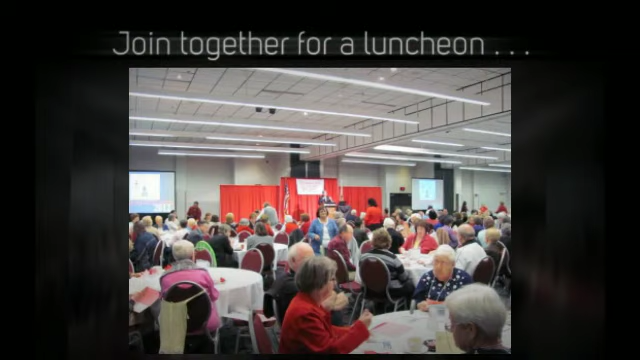 Join together for a luncheon . . .